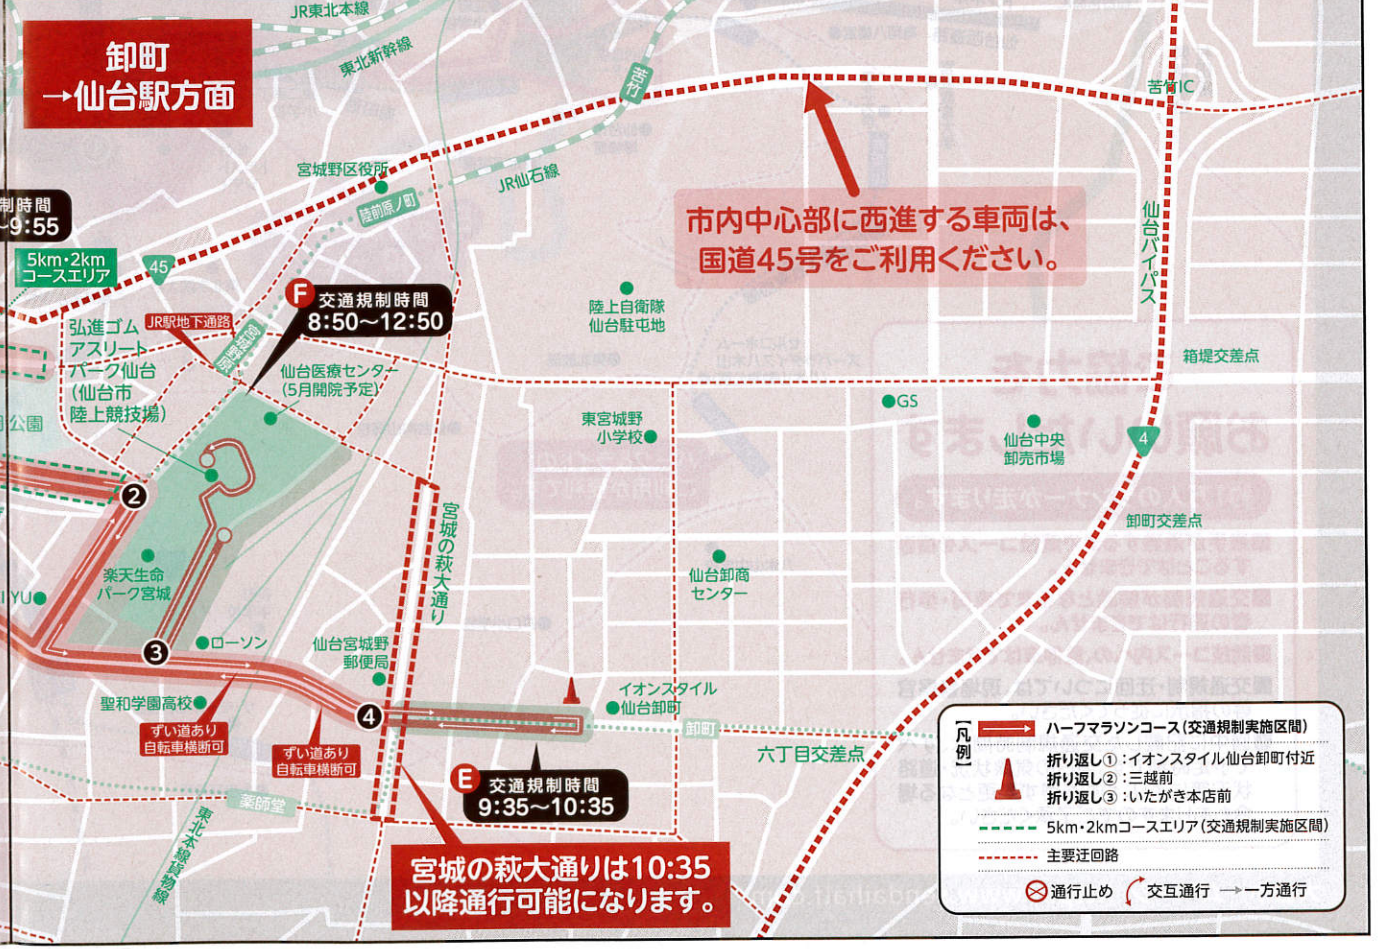 卸町
→仙台駅方面
JR東北本線
東北新幹線
苦竹
苦竹IC
宮城野区役所
陸前原ノ町
JR仙石線
制時間
~9:55
5km・2km
コースエリア
45
市内中心部に西進する車両は、
国道45号をご利用ください。
仙台バイパス
F
交通規制時間
8:50〜12:50
陸上自衛隊
仙台駐屯地
弘進ゴム
アスリート
パーク仙台
(仙台市
陸上競技場)
JR駅地下通路
宮城野原
仙台医療センター
(5月開院予定)
箱堤交差点
公園
東宮城野
小学校
GS
仙台中央
卸売市場
4
2
宮城の萩大通り
卸町交差点
楽天生命
パーク宮城
仙台卸商
センター
YU
3
ローソン
仙台宮城野
郵便局
聖和学園高校
ずい道あり
自転車横断可
ずい道あり
自転車横断可
4
イオンスタイル
仙台卸町
卸町
六丁目交差点
E
交通規制時間
9:35〜10:35
薬師堂
東北本線貨物線
宮城の萩大通りは10:35
以降通行可能になります。
【凡例】
ハーフマラソンコース(交通規制実施区間)
折り返し①:イオンスタイル仙台卸町付近
折り返し②:三越前
折り返し③:いたがき本店前
5km・2kmコースエリア(交通規制実施区間)
主要迂回路
通行止め 交互通行 →一方通行